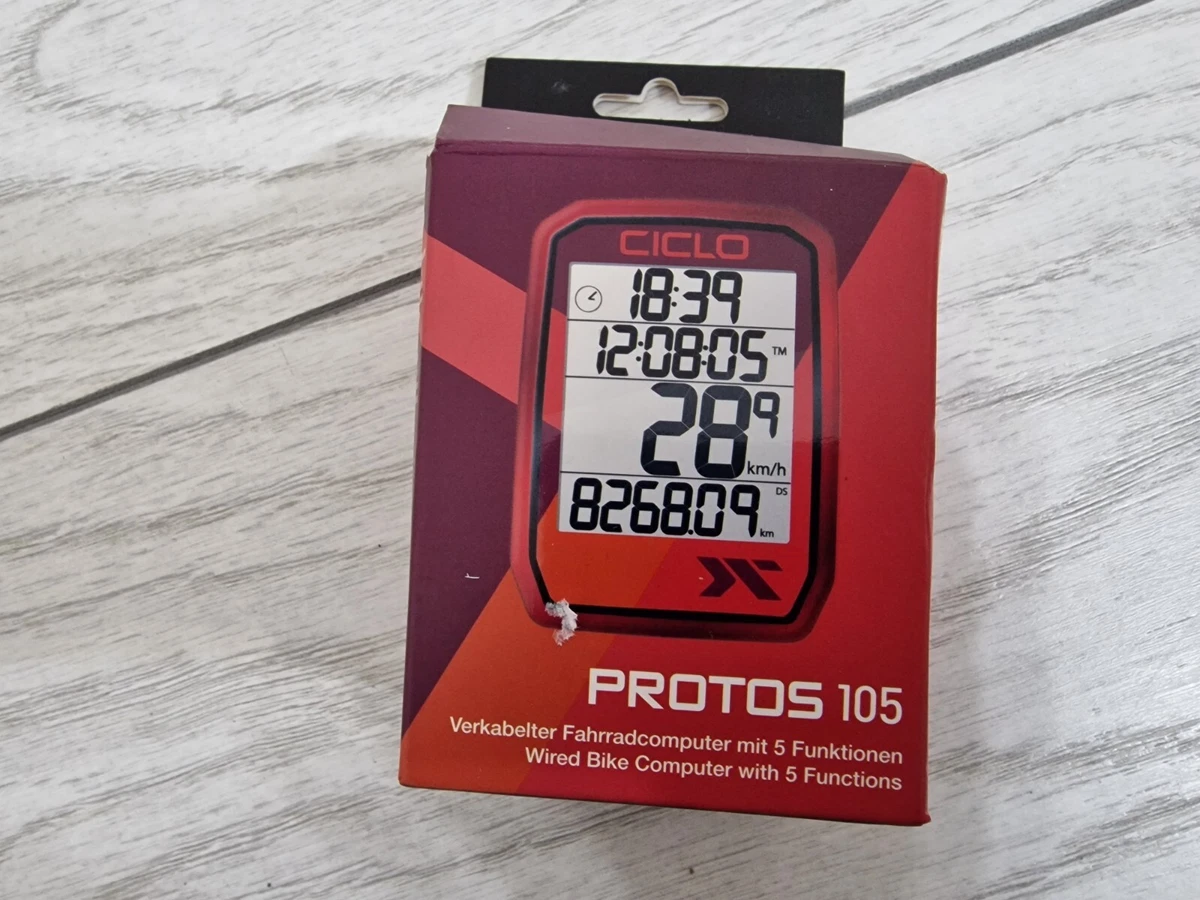 CICLO
18:39
12:08:05 TM
28 9 km/h
8268.09 DS km
PROTOS 105
Verkabelter Fahrradcomputer mit 5 Funktionen
Wired Bike Computer with 5 Functions